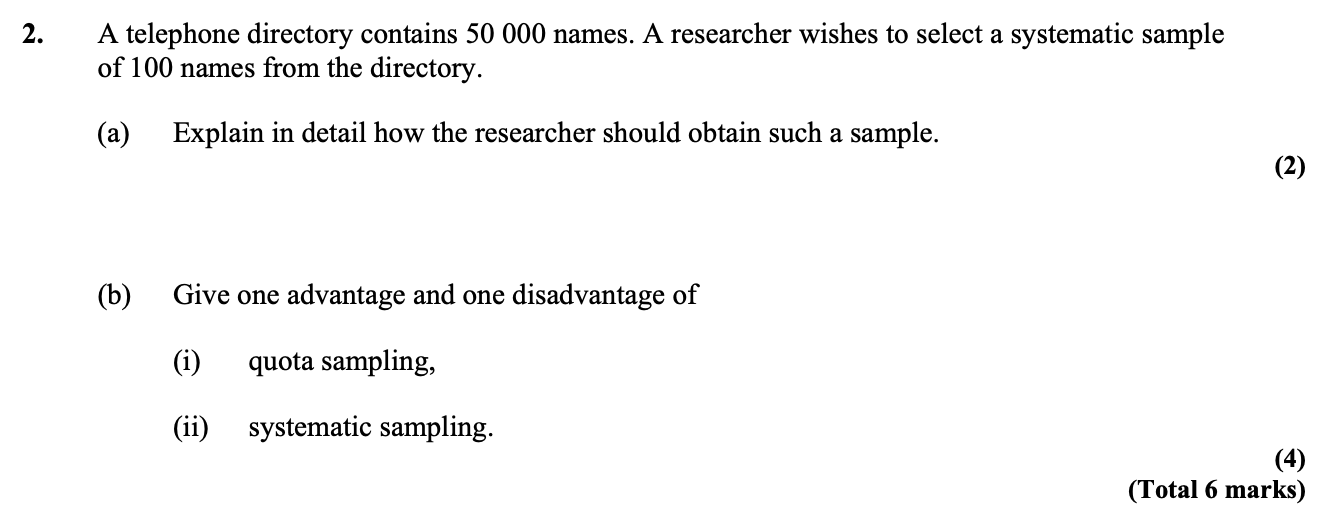 2. A telephone directory contains 50 000 names. A researcher wishes to select a systematic sample
of 100 names from the directory.
(a) Explain in detail how the researcher should obtain such a sample.
(2)
(b) Give one advantage and one disadvantage of
(i) quota sampling,
(ii) systematic sampling.
(4)
(Total 6 marks)